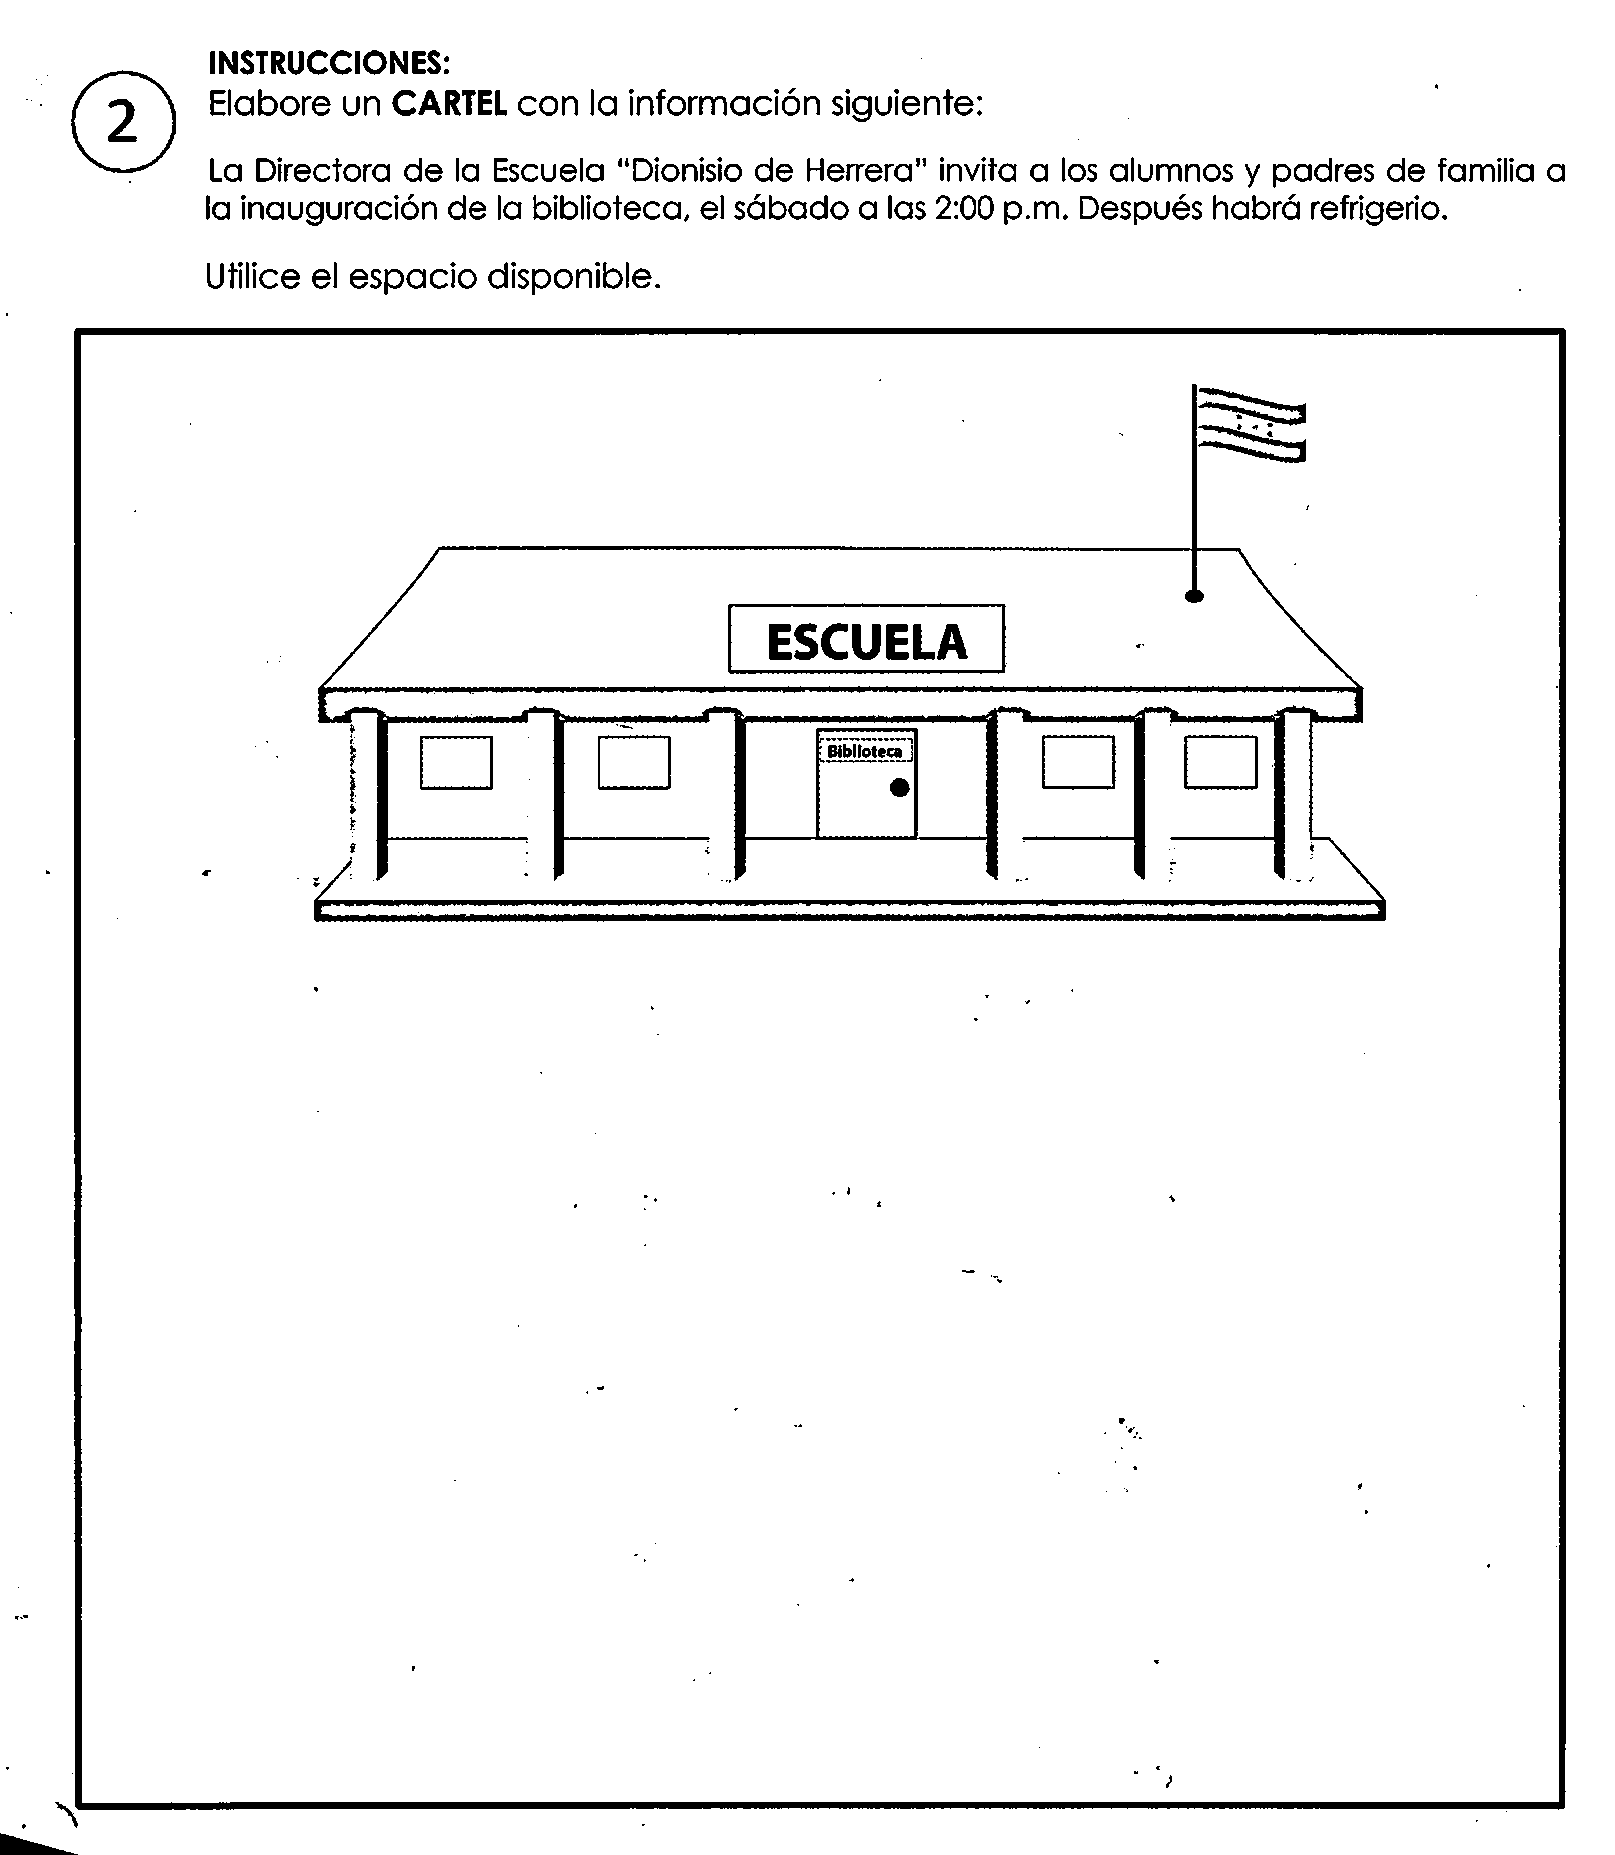 INSTRUCCIONES:
2
Elabore un CARTEL con la información siguiente:
La Directora de la Escuela "Dionisio de Herrera" invita a los alumnos y padres de familia a
la inauguración de la biblioteca, el sábado a las 2:00 p.m. Después habrá refrigerio.
Utilice el espacio disponible.
ESCUELA
Biblioteca